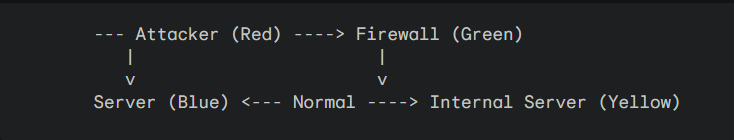 --- Attacker (Red) ----> Firewall (Green)
| |
v v
Server (Blue) <--- Normal ----> Internal Server (Yellow)